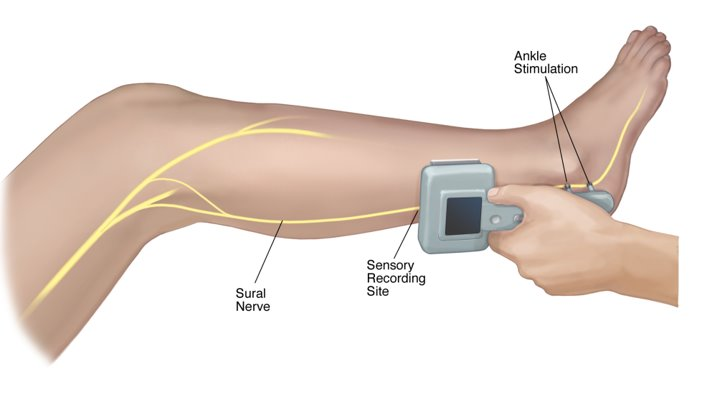 Ankle
Stimulation
Sensory
Recording
Site
Sural
Nerve